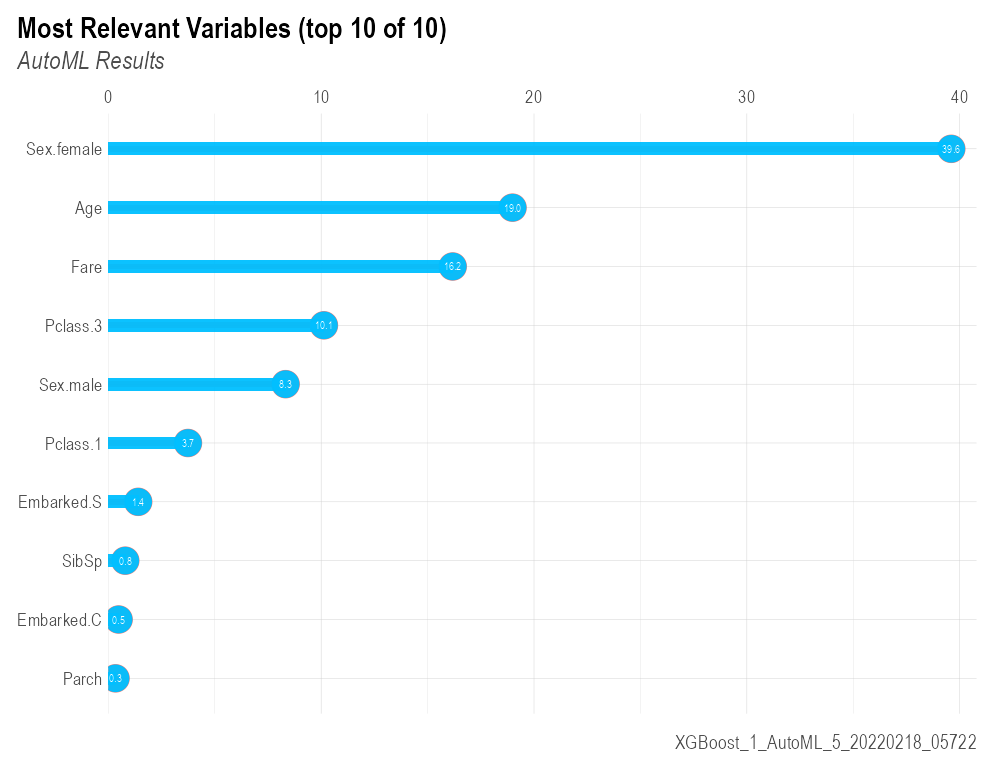 Most Relevant Variables (top 10 of 10)
AutoML Results
0 10 20 30 40
Sex.female 39.6
Age 19.0
Fare 16.2
Pclass.3 10.1
Sex.male 8.3
Pclass.1 3.7
Embarked.S 1.4
SibSp 0.8
Embarked.C 0.5
Parch 0.3
XGBoost_1_AutoML_5_20220218_05722